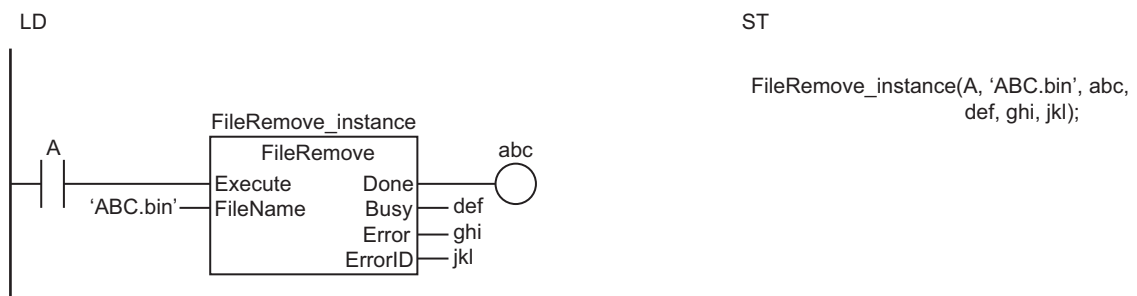 LD
ST
FileRemove_instance(A, ‘ABC.bin’, abc,
def, ghi, jkl);
FileRemove_instance
A
FileRemove
abc
Execute
Done
‘ABC.bin’
FileName
Busy
def
Error
ghi
ErrorID
jkl